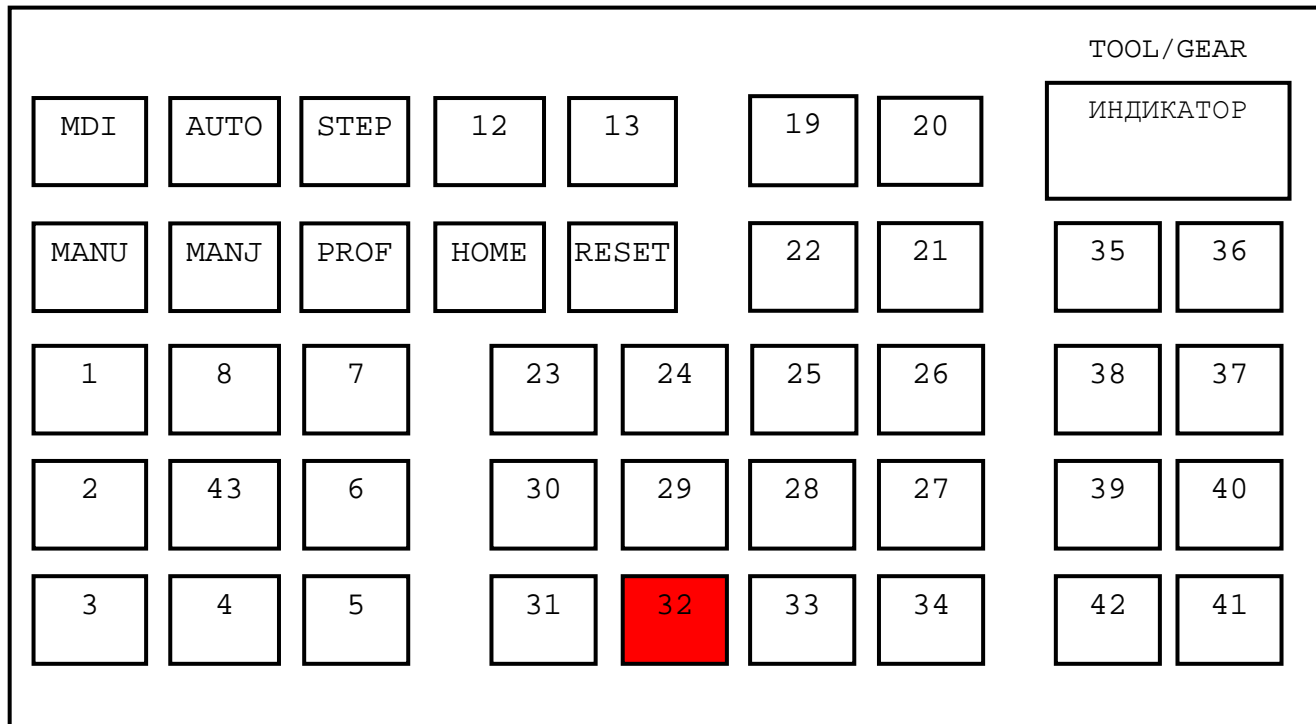 TOOL/GEAR
MDI AUTO STEP 12 13 19 20 ИНДИКАТОР
MANU MANJ PROF HOME RESET 22 21 35 36
1 8 7 23 24 25 26 38 37
2 43 6 30 29 28 27 39 40
3 4 5 31 32 33 34 42 41